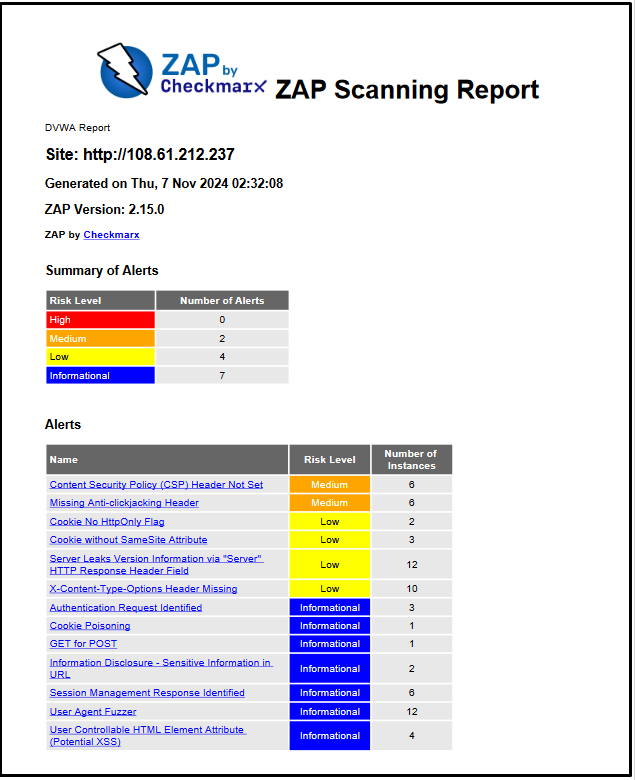 ZAP by
Checkmarx ZAP Scanning Report
DVWA Report
Site: http://108.61.212.237
Generated on Thu, 7 Nov 2024 02:32:08
ZAP Version: 2.15.0
ZAP by Checkmarx
Summary of Alerts
Risk Level Number of Alerts
High 0
Medium 2
Low 4
Informational 7
Alerts
Name Risk Level Number of
Instances
Content Security Policy (CSP) Header Not Set Medium 6
Missing Anti-clickjacking Header Medium 6
Cookie No HttpOnly Flag Low 2
Cookie without SameSite Attribute Low 3
Server Leaks Version Information via "Server"
HTTP Response Header Field Low 12
X-Content-Type-Options Header Missing Low 10
Authentication Request Identified Informational 3
Cookie Poisoning Informational 1
GET for POST Informational 1
Information Disclosure - Sensitive Information in
URL Informational 2
Session Management Response Identified Informational 6
User Agent Fuzzer Informational 12
User Controllable HTML Element Attribute
(Potential XSS) Informational 4